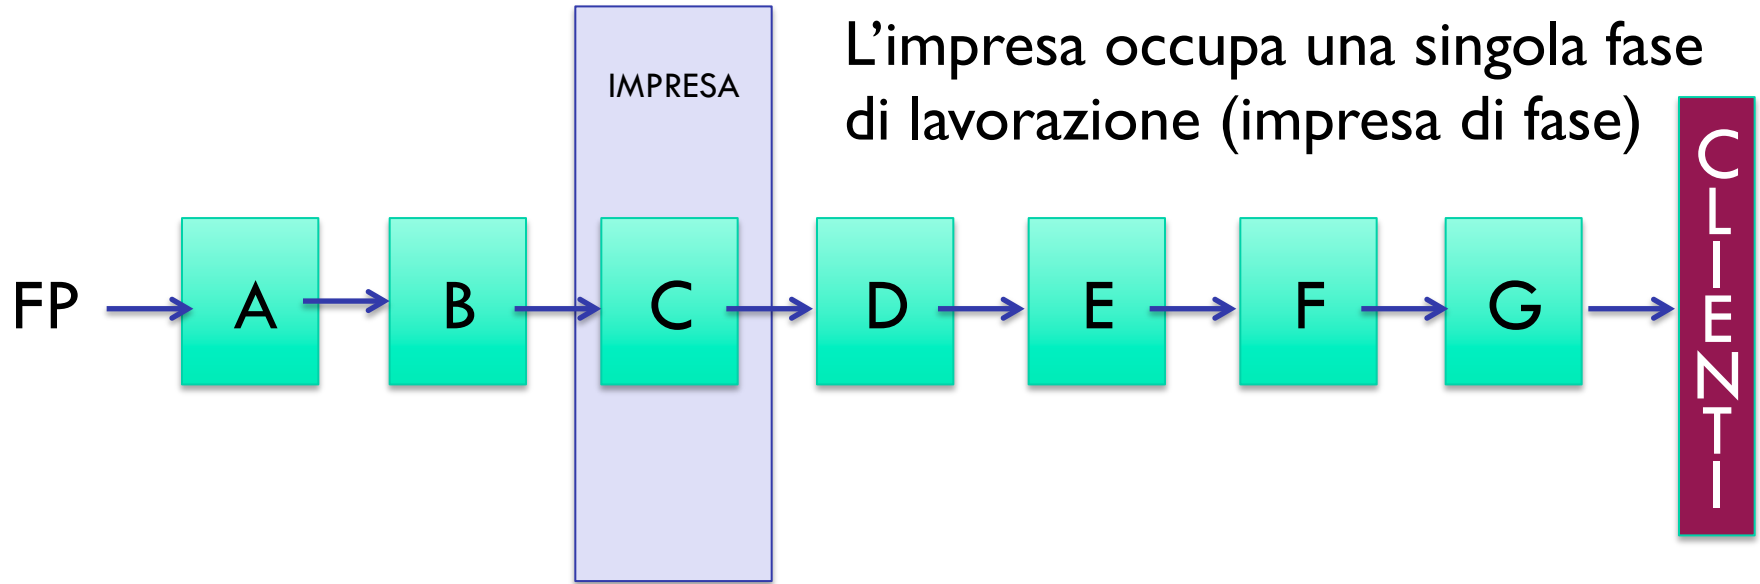 IMPRESA
L’impresa occupa una singola fase
di lavorazione (impresa di fase)
FP
A
B
C
D
E
F
G
CLIENTI